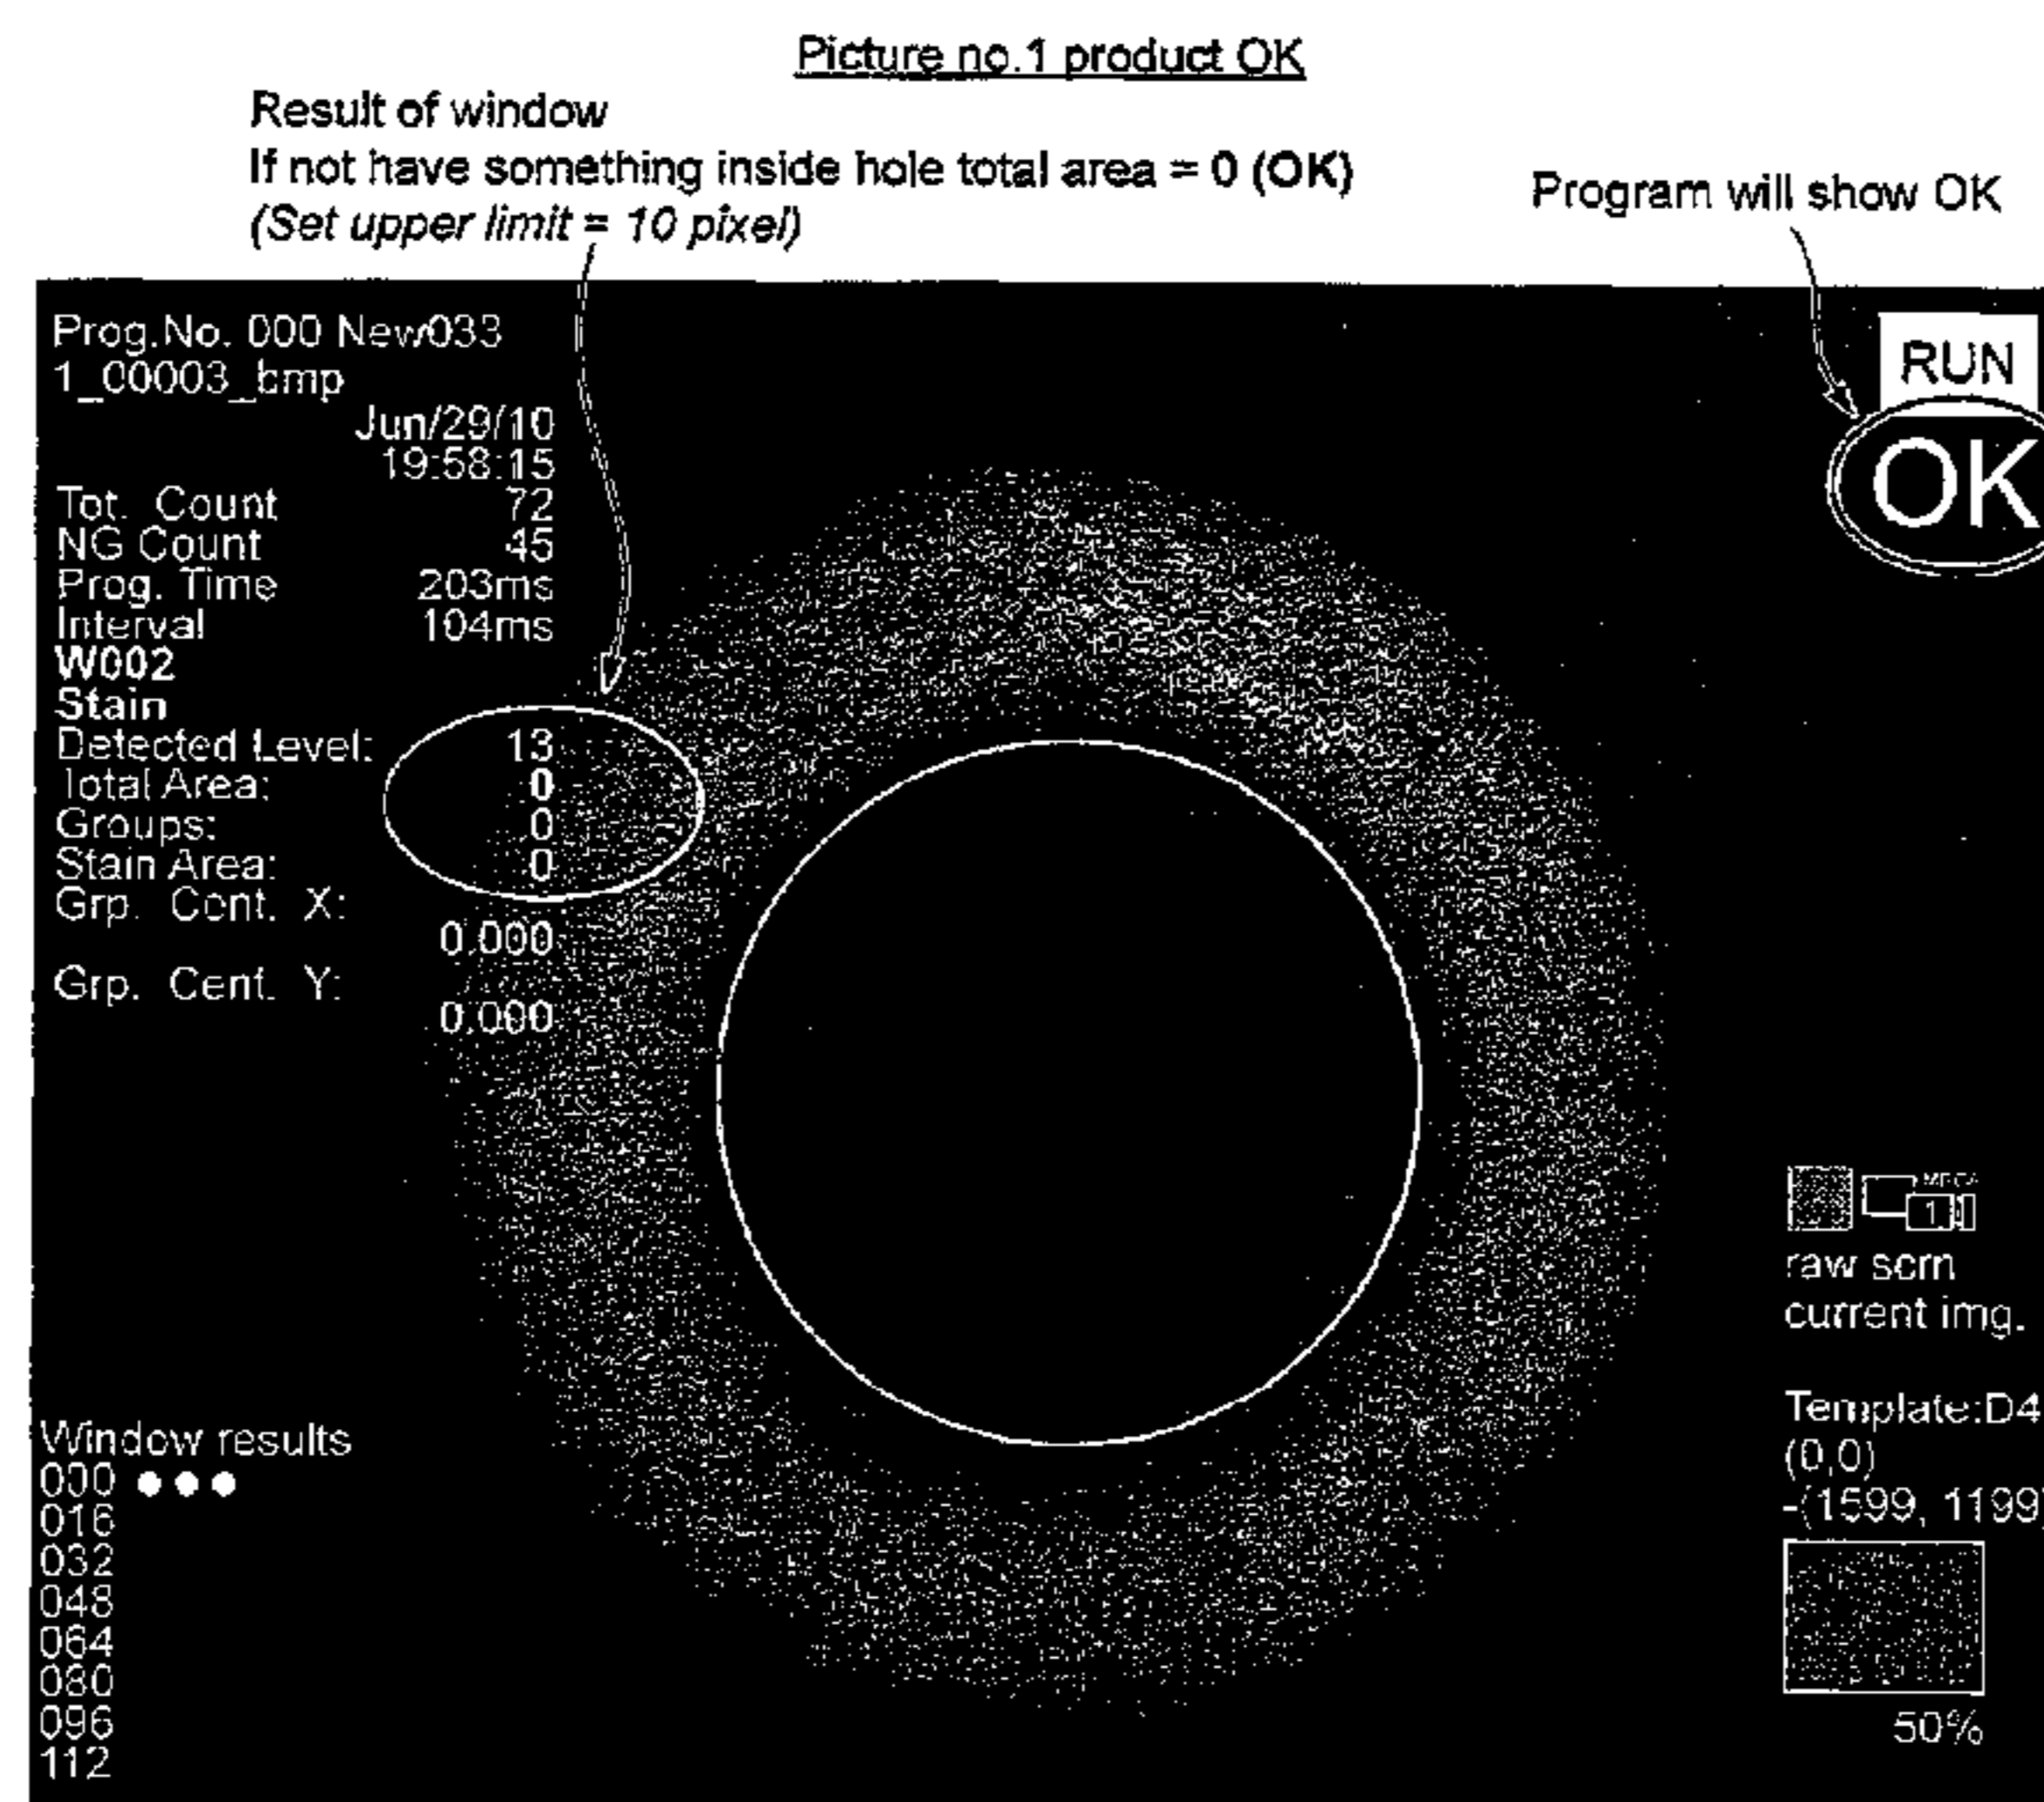 Picture no.1 product OK
Result of window
If not have something inside hole total area = 0 (OK)
(Set upper limit = 10 pixel)
Program will show OK
Prog.No. 000 New033
1_00003_bmp
Jun/29/10
19:58:15
Tot. Count 72
NG Count 45
Prog. Time 203ms
Interval 104ms
W002
Stain
Detected Level: 13
Total Area: 0
Groups: 0
Stain Area: 0
Grp. Cent. X:
0.000
Grp. Cent. Y:
0.000
Window results
000
016
032
048
064
080
096
112
RUN
OK
1
raw scrn
current img.
Template:D4
(0,0)
-(1599, 1199)
50%